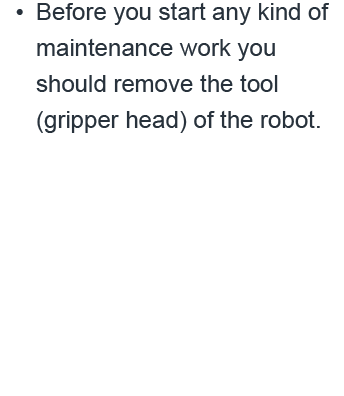 • Before you start any kind of
maintenance work you
should remove the tool
(gripper head) of the robot.